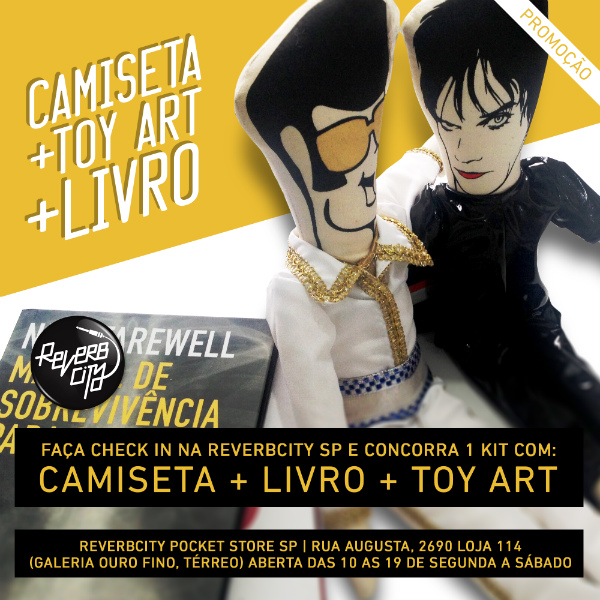 PROMOÇÃO
CAMISETA
+TOY ART
+LIVRO
AREWELL
REVERB
CITY
DE
SOBREVIVÊNCIA
FAÇA CHECK IN NA REVERBCITY SP E CONCORRA 1 KIT COM:
CAMISETA + LIVRO + TOY ART
REVERBCITY POCKET STORE SP | RUA AUGUSTA, 2690 LOJA 114
(GALERIA OURO FINO, TÉRREO) ABERTA DAS 10 AS 19 DE SEGUNDA A SÁBADO